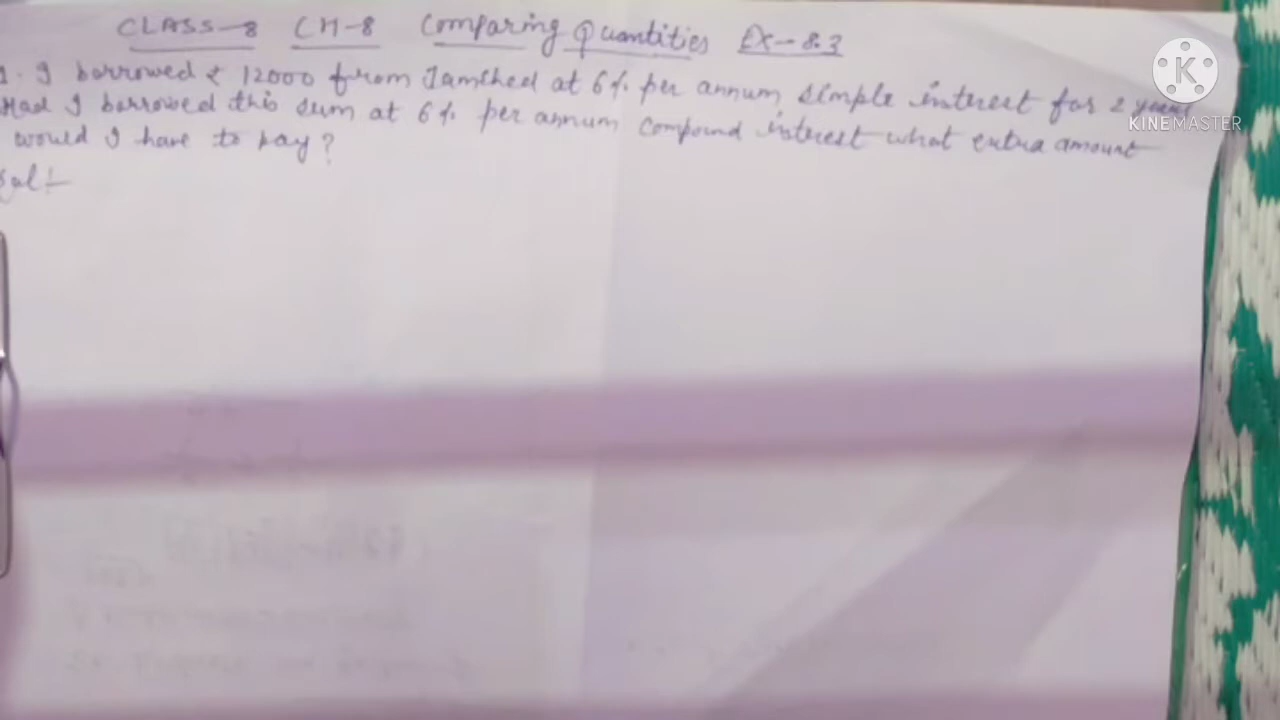 CLASS-8 CH-8 Comparing Quantities EX-8.3
1. I borrowed ₹ 12000 from Jamshed at 6% per annum simple interest for 2 years
Had I borrowed this sum at 6% per annum compound interest what extra amount
would I have to pay?
Sol:-
K
KINEMASTER